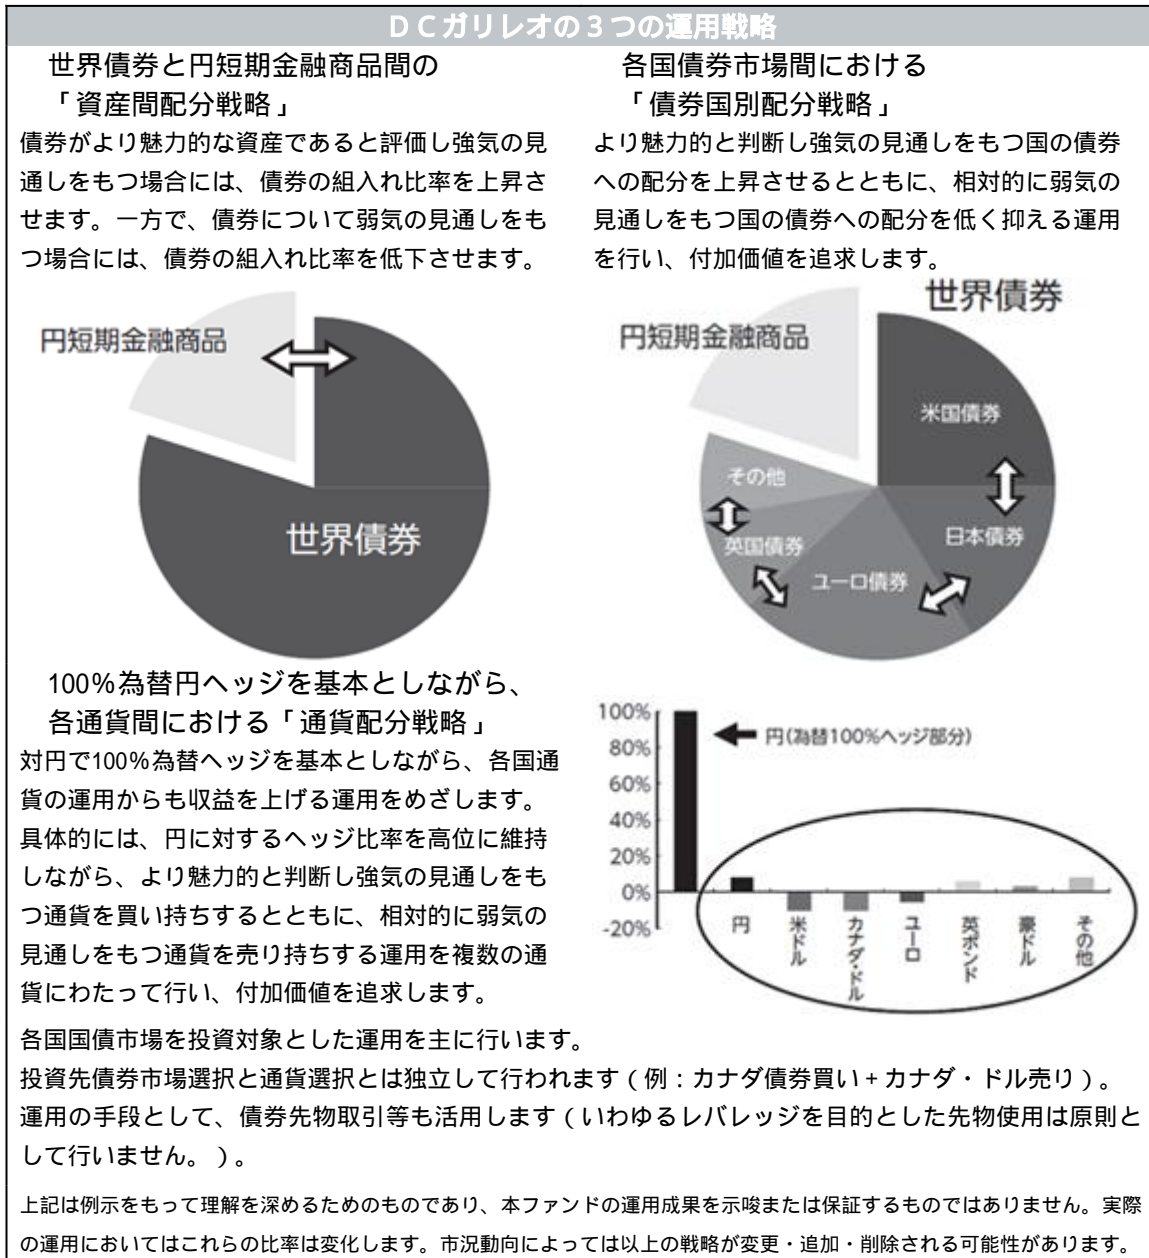 DCガリレオの3つの運用戦略
世界債券と円短期金融商品間の
「資産間配分戦略」
債券がより魅力的な資産であると評価し強気の見
通しをもつ場合には、債券の組入れ比率を上昇さ
せます。一方で、債券について弱気の見通しをも
つ場合には、債券の組入れ比率を低下させます。
円短期金融商品
世界債券
各国債券市場間における
「債券国別配分戦略」
より魅力的と判断し強気の見通しをもつ国の債券
への配分を上昇させるとともに、相対的に弱気の
見通しをもつ国の債券への配分を低く抑える運用
を行い、付加価値を追求します。
世界債券
円短期金融商品
米国債券
その他
日本債券
英国債券
ユーロ債券
100%為替円ヘッジを基本としながら、
各通貨間における「通貨配分戦略」
対円で100%為替ヘッジを基本としながら、各国通
貨の運用からも収益を上げる運用をめざします。
具体的には、円に対するヘッジ比率を高位に維持
しながら、より魅力的と判断し強気の見通しをも
つ通貨を買い持ちするとともに、相対的に弱気の
見通しをもつ通貨を売り持ちする運用を複数の通
貨にわたって行い、付加価値を追求します。
100%
80%
60%
40%
20%
0%
-20%
円(為替100%ヘッジ部分)
円
米ドル
カナダ・ドル
ユーロ
英ポンド
豪ドル
その他
各国国債市場を投資対象とした運用を主に行います。
投資先債券市場選択と通貨選択とは独立して行われます(例:カナダ債券買い+カナダ・ドル売り)。
運用の手段として、債券先物取引等も活用します(いわゆるレバレッジを目的とした先物使用は原則と
して行いません。)。
上記は例示をもって理解を深めるためのものであり、本ファンドの運用成果を示唆または保証するものではありません。実際
の運用においてはこれらの比率は変化します。市況動向によっては以上の戦略が変更・追加・削除される可能性があります。